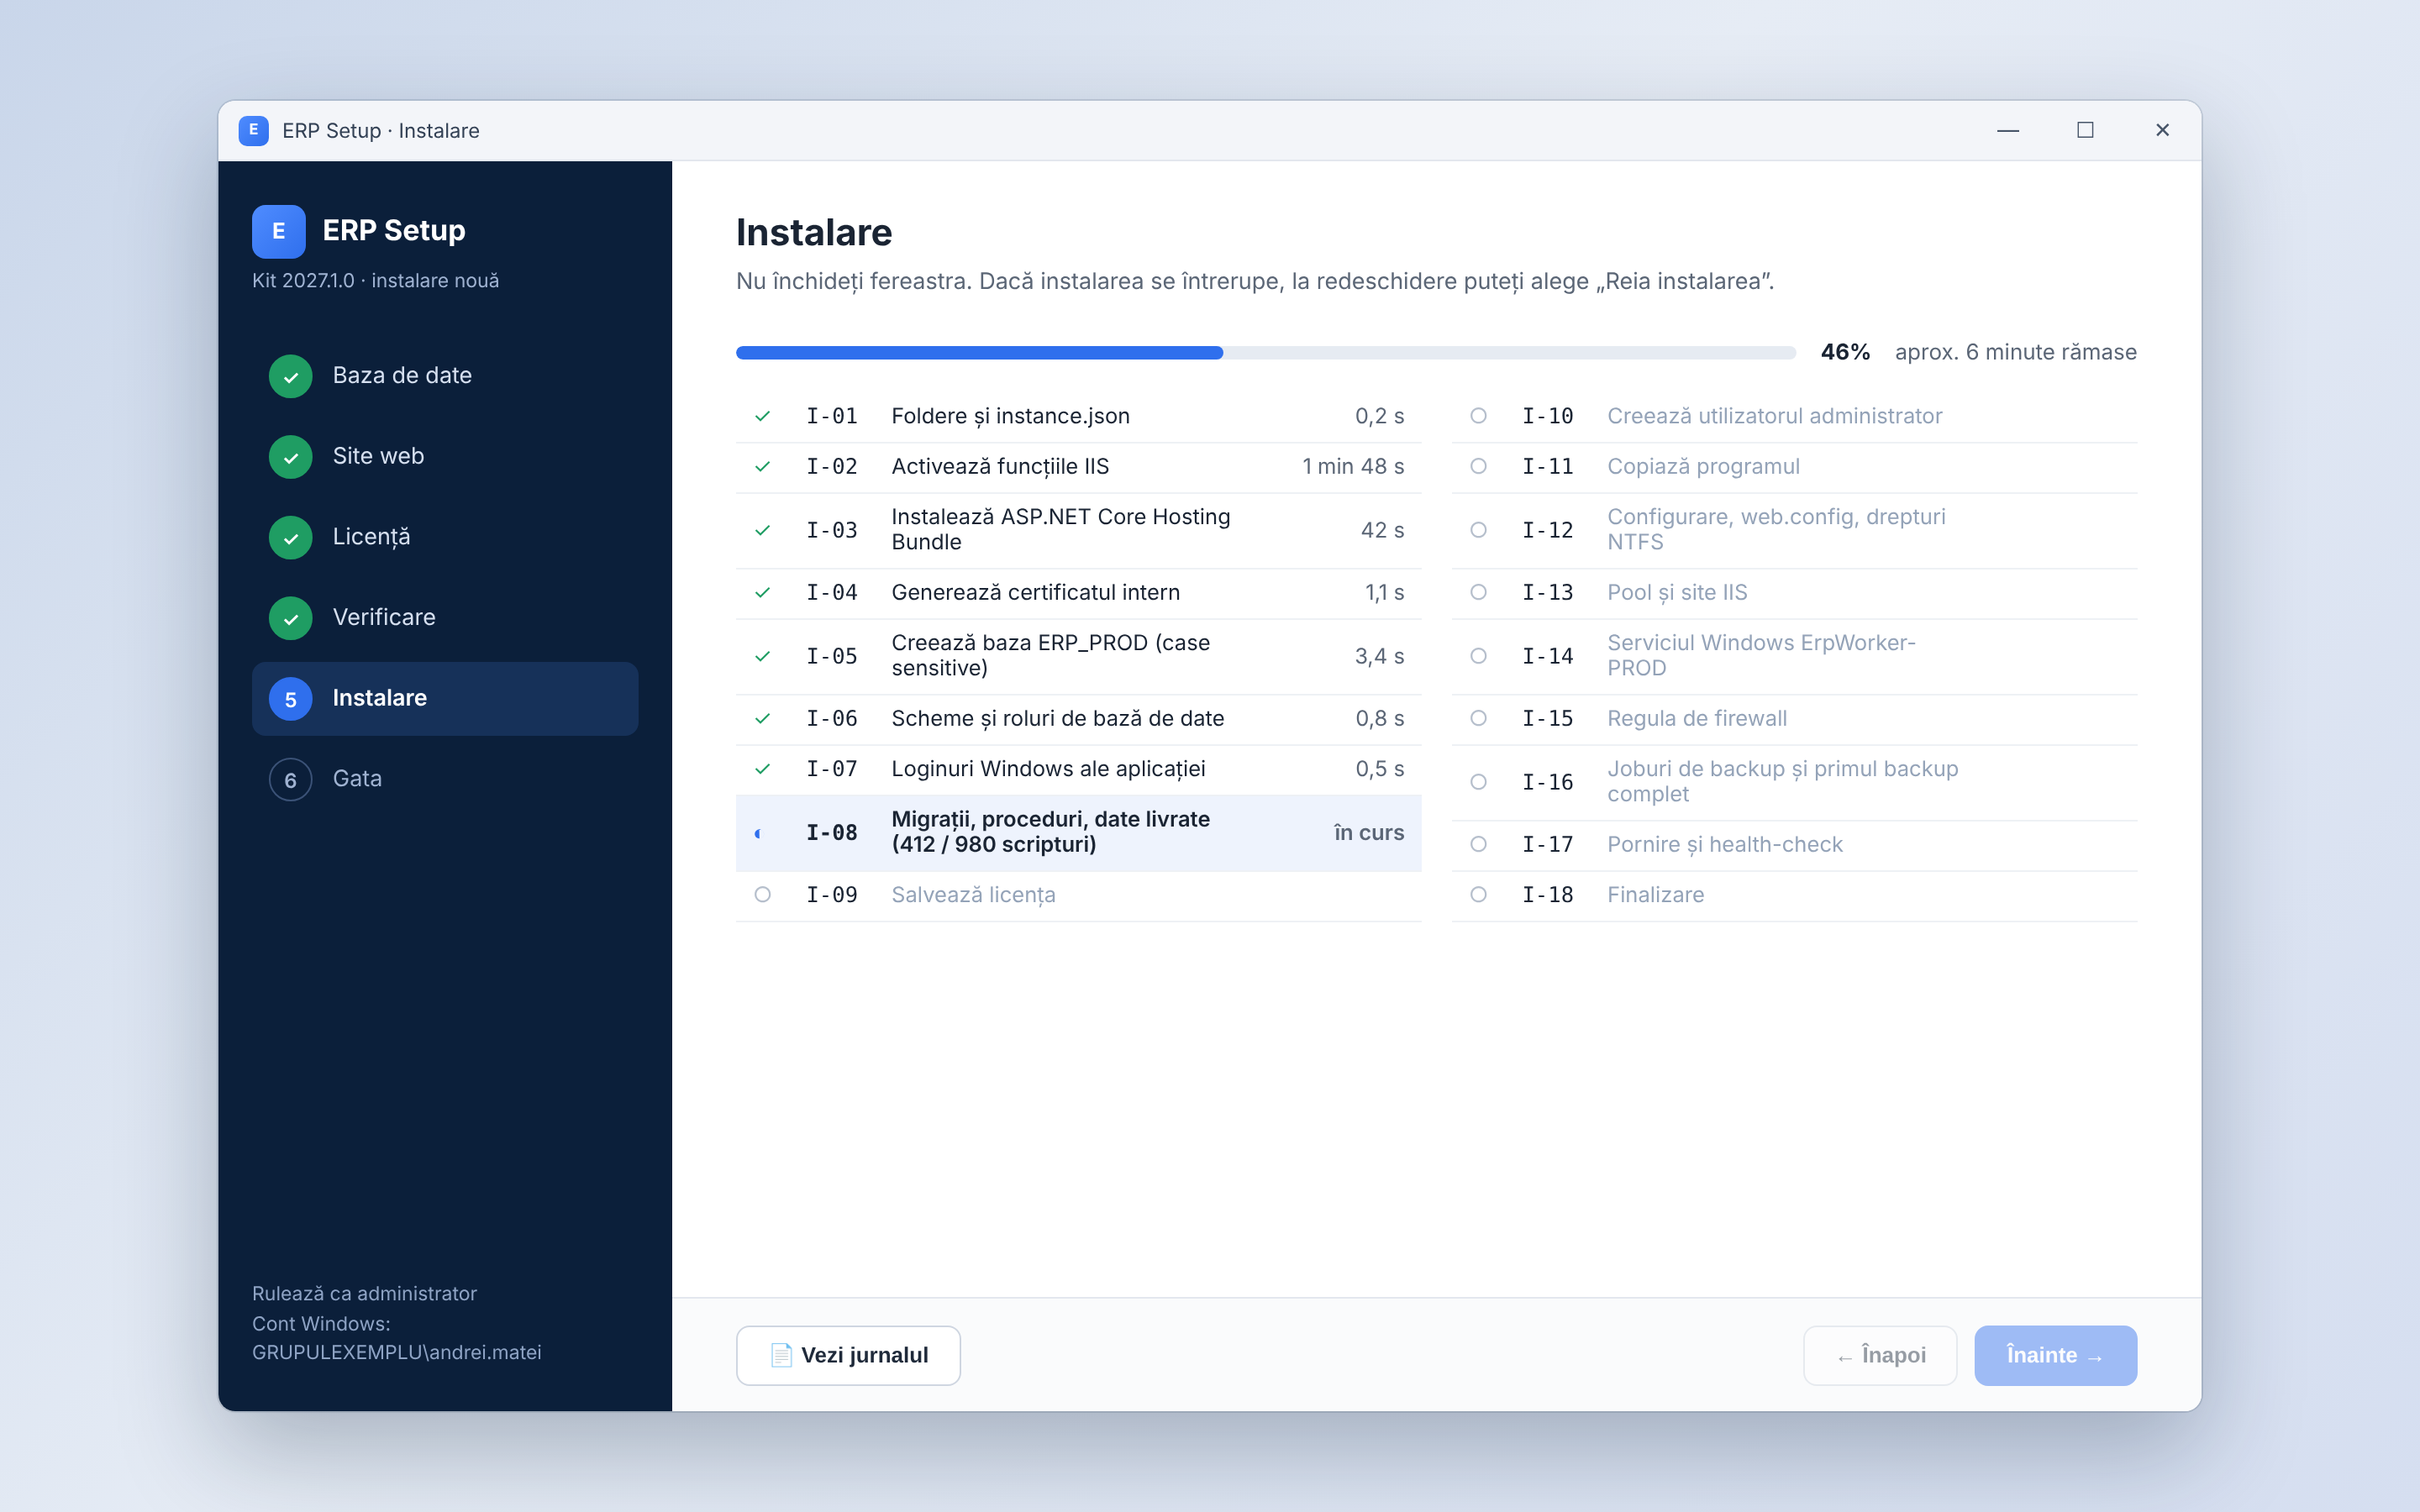 E ERP Setup · Instalare
E ERP Setup
Kit 2027.1.0 · instalare nouă
Baza de date
Site web
Licență
Verificare
5 Instalare
6 Gata
Rulează ca administrator
Cont Windows:
GRUPULEXEMPLU\andrei.matei
Instalare
Nu închideți fereastra. Dacă instalarea se întrerupe, la redeschidere puteți alege „Reia instalarea”.
46% aprox. 6 minute rămase
I-01 Foldere și instance.json 0,2 s
I-02 Activează funcțiile IIS 1 min 48 s
I-03 Instalează ASP.NET Core Hosting
Bundle 42 s
I-04 Generează certificatul intern 1,1 s
I-05 Creează baza ERP_PROD (case
sensitive) 3,4 s
I-06 Scheme și roluri de bază de date 0,8 s
I-07 Loginuri Windows ale aplicației 0,5 s
I-08 Migrații, proceduri, date livrate
(412 / 980 scripturi) în curs
I-09 Salvează licența
I-10 Creează utilizatorul administrator
I-11 Copiază programul
I-12 Configurare, web.config, drepturi
NTFS
I-13 Pool și site IIS
I-14 Serviciul Windows ErpWorker-
PROD
I-15 Regula de firewall
I-16 Joburi de backup și primul backup
complet
I-17 Pornire și health-check
I-18 Finalizare
Vezi jurnalul
← Înapoi
Înainte →